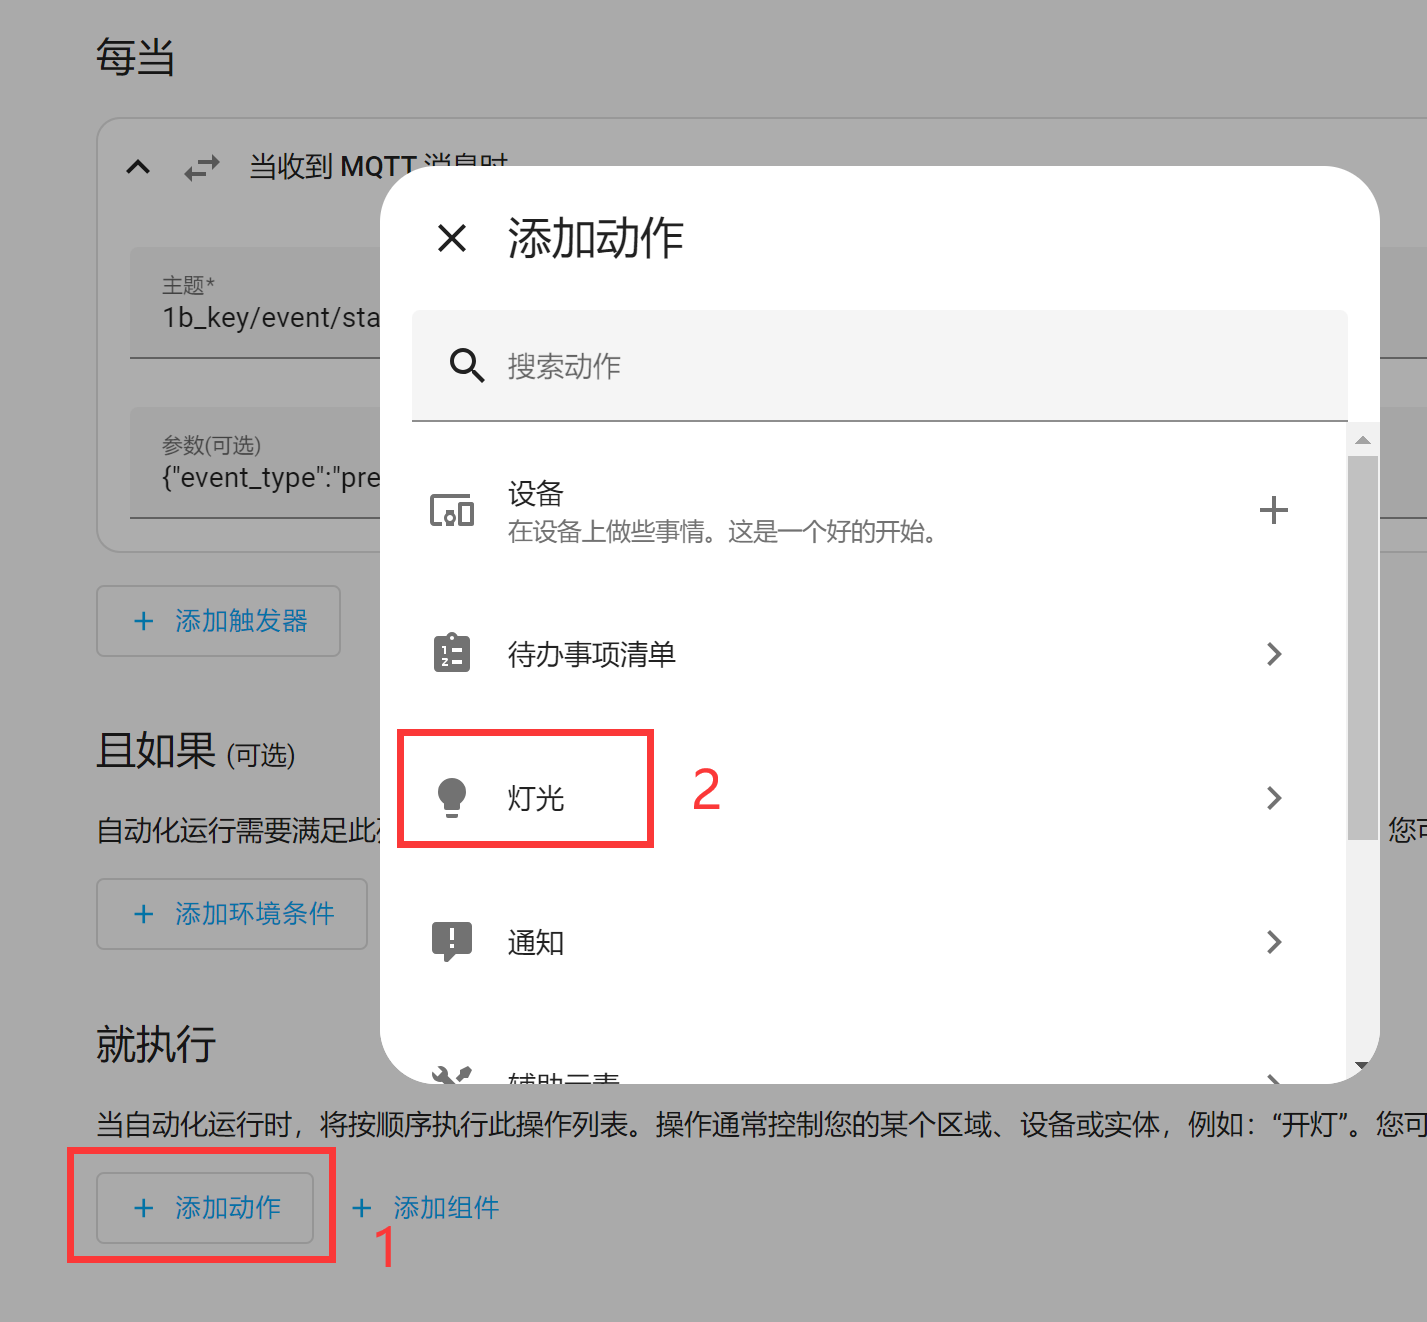 每当
当收到 MQTT 消息时
主题*
1b_key/event/sta
参数(可选)
{"event_type":"pre
添加触发器
且如果 (可选)
自动化运行需要满足此
您可
添加环境条件
就执行
当自动化运行时，将按顺序执行此操作列表。操作通常控制您的某个区域、设备或实体，例如：“开灯”。您可
添加动作
添加组件
1
添加动作
搜索动作
设备
在设备上做些事情。这是一个好的开始。
待办事项清单
灯光
2
通知
辅助元素